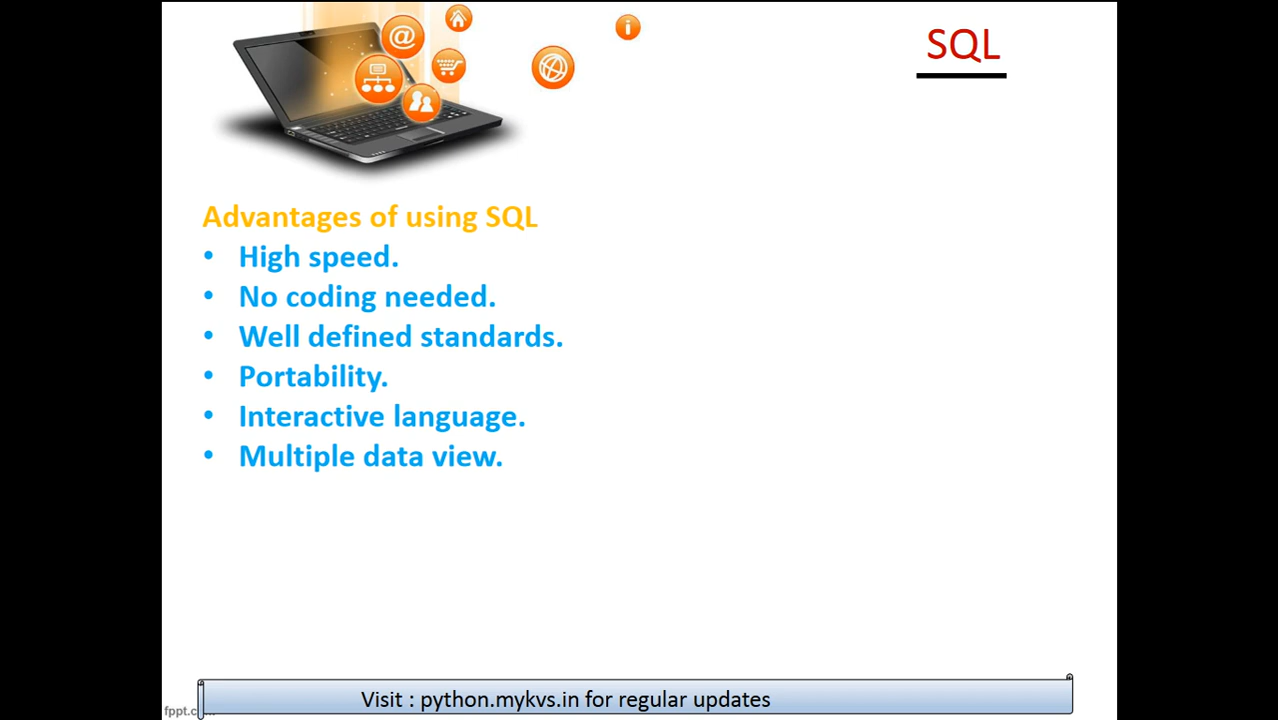 SQL
Advantages of using SQL
• High speed.
• No coding needed.
• Well defined standards.
• Portability.
• Interactive language.
• Multiple data view.
Visit : python.mykvs.in for regular updates